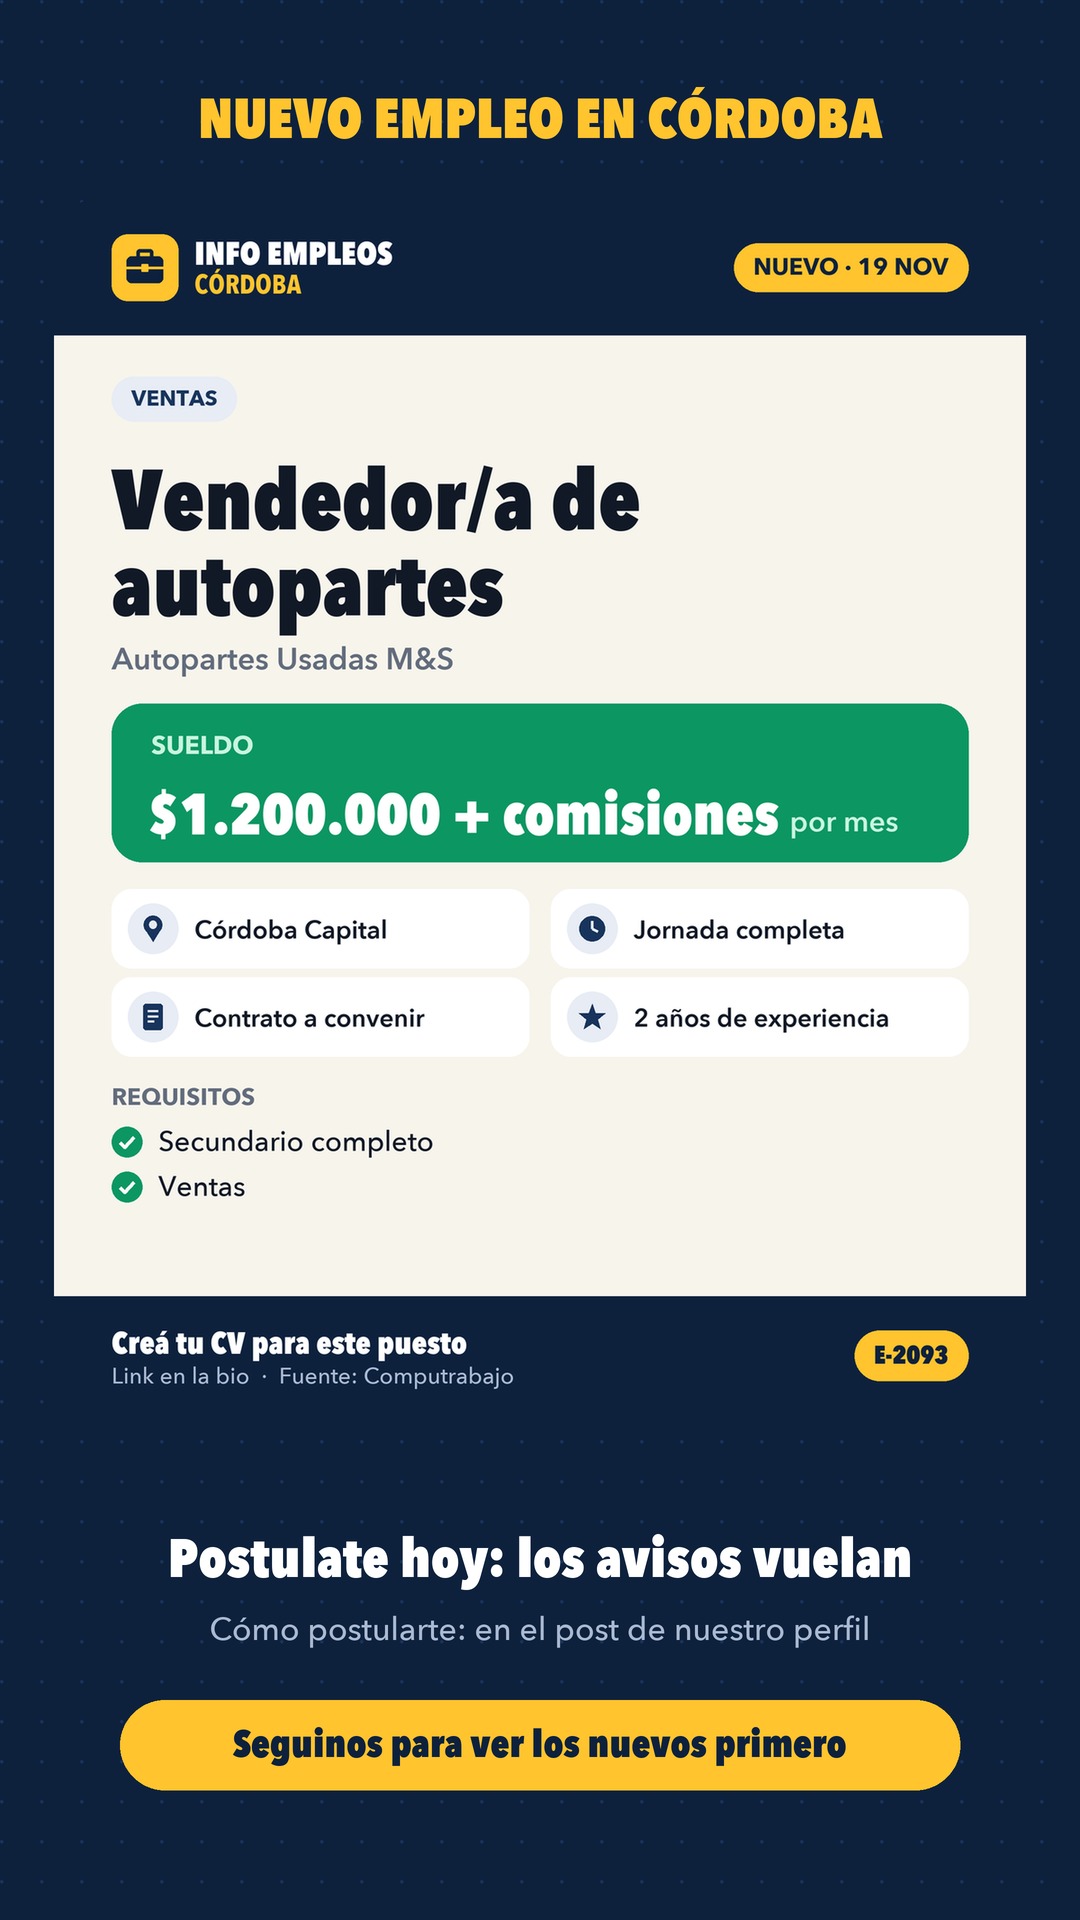 NUEVO EMPLEO EN CÓRDOBA
INFO EMPLEOS
CÓRDOBA
NUEVO · 19 NOV
VENTAS
Vendedor/a de
autopartes
Autopartes Usadas M&S
SUELDO
$1.200.000 + comisiones por mes
Córdoba Capital
Jornada completa
Contrato a convenir
2 años de experiencia
REQUISITOS
Secundario completo
Ventas
Creá tu CV para este puesto
Link en la bio · Fuente: Computrabajo
E-2093
Postulate hoy: los avisos vuelan
Cómo postularte: en el post de nuestro perfil
Seguinos para ver los nuevos primero